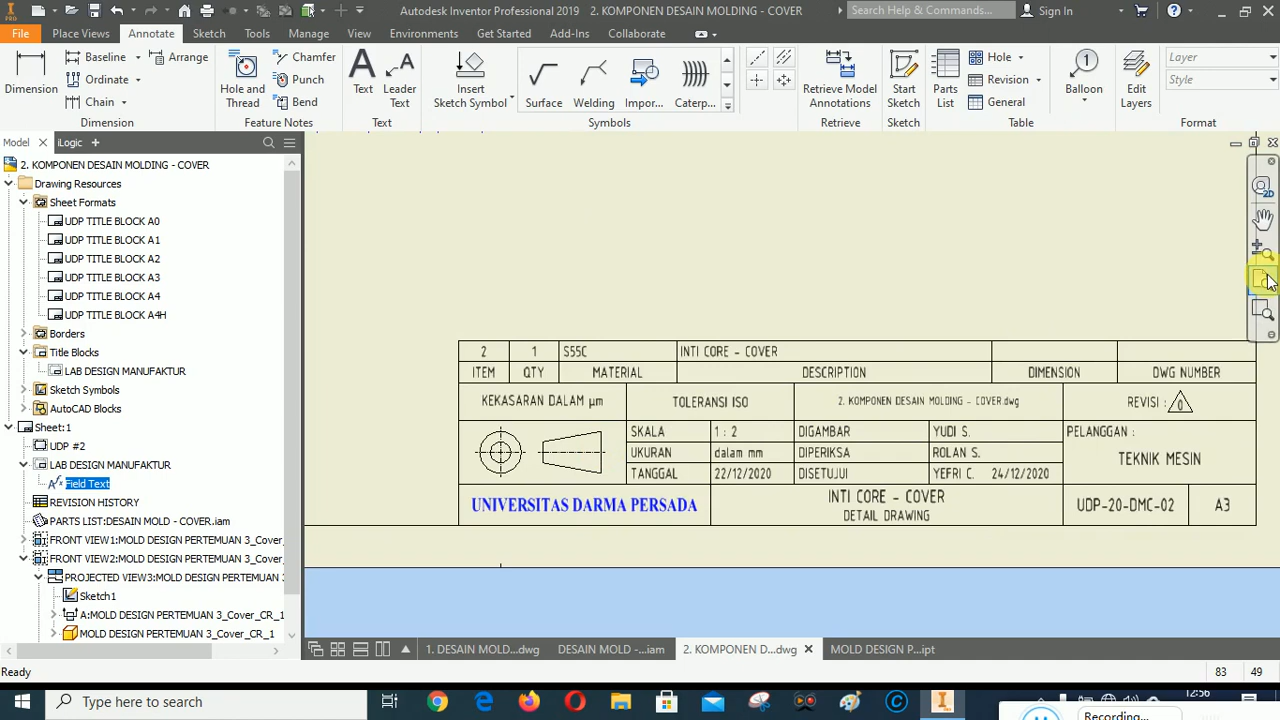 PRO
Autodesk Inventor Professional 2019
2. KOMPONEN DESAIN MOLDING - COVER
Search Help & Commands...
Sign In
File
Place Views
Annotate
Sketch
Tools
Manage
View
Environments
Get Started
Add-Ins
Collaborate
Dimension
Baseline
Ordinate
Chain
Arrange
Dimension
Hole and Thread
Chamfer
Punch
Bend
Feature Notes
Text
Leader Text
Text
Insert Sketch Symbol
Surface
Welding
Impor...
Caterp...
Symbols
Retrieve Model Annotations
Retrieve
Start Sketch
Sketch
Parts List
Hole
Revision
General
Table
Balloon
Edit Layers
Layer
Style
Format
Model
iLogic
2. KOMPONEN DESAIN MOLDING - COVER
Drawing Resources
Sheet Formats
UDP TITLE BLOCK A0
UDP TITLE BLOCK A1
UDP TITLE BLOCK A2
UDP TITLE BLOCK A3
UDP TITLE BLOCK A4
UDP TITLE BLOCK A4H
Borders
Title Blocks
LAB DESIGN MANUFAKTUR
Sketch Symbols
AutoCAD Blocks
Sheet:1
UDP #2
LAB DESIGN MANUFAKTUR
Field Text
REVISION HISTORY
PARTS LIST:DESAIN MOLD - COVER.iam
FRONT VIEW1:MOLD DESIGN PERTEMUAN 3_Cover_
FRONT VIEW2:MOLD DESIGN PERTEMUAN 3_Cover_
PROJECTED VIEW3:MOLD DESIGN PERTEMUAN 3
Sketch1
A:MOLD DESIGN PERTEMUAN 3_Cover_CR_1
MOLD DESIGN PERTEMUAN 3_Cover_CR_1
2D
2 1 S55C INTI CORE - COVER
ITEM QTY MATERIAL DESCRIPTION DIMENSION DWG NUMBER
KEKASARAN DALAM µm TOLERANSI ISO 2. KOMPONEN DESAIN MOLDING - COVER.dwg REVISI : 0
SKALA 1 : 2 DIGAMBAR YUDI S. PELANGGAN :
UKURAN dalam mm DIPERIKSA ROLAN S. TEKNIK MESIN
TANGGAL 22/12/2020 DISETUJUI YEFRI C. 24/12/2020
UNIVERSITAS DARMA PERSADA
INTI CORE - COVER
DETAIL DRAWING
UDP-20-DMC-02 A3
1. DESAIN MOLD...dwg
DESAIN MOLD -...iam
2. KOMPONEN D...dwg
MOLD DESIGN P...ipt
Ready
83 49
Type here to search
12:56
Recording...